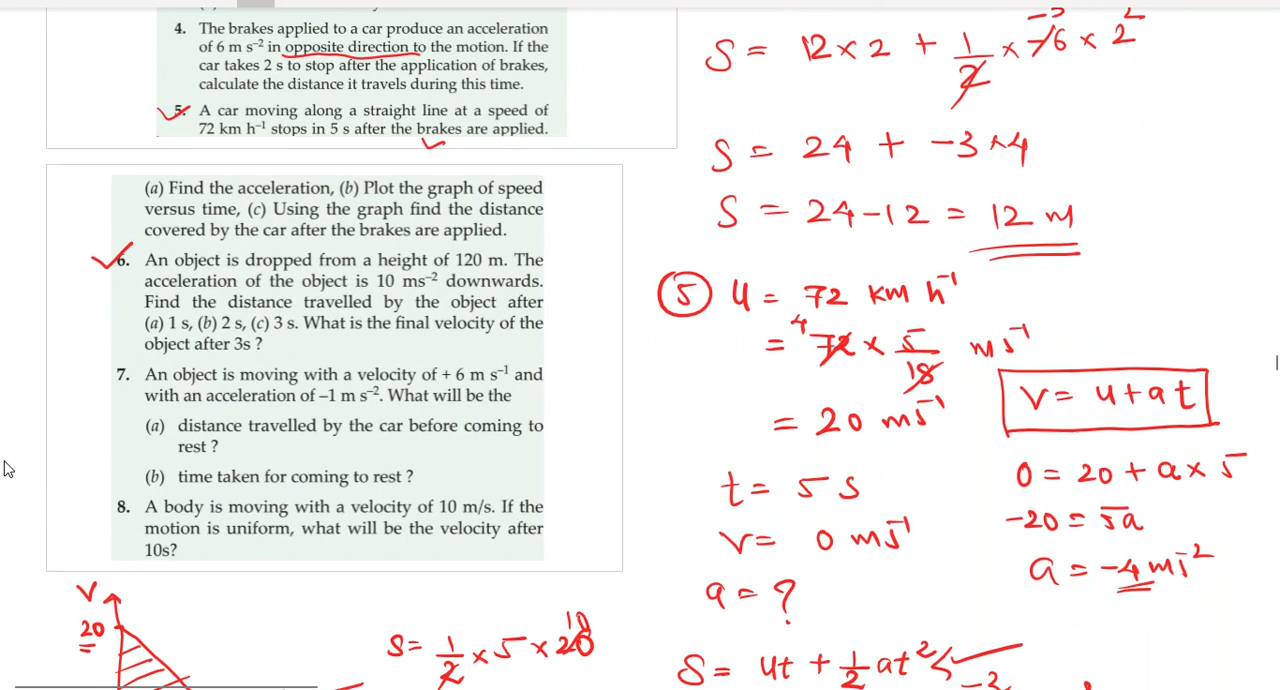 4. The brakes applied to a car produce an acceleration
of 6 m s⁻² in opposite direction to the motion. If the
car takes 2 s to stop after the application of brakes,
calculate the distance it travels during this time.
5. A car moving along a straight line at a speed of
72 km h⁻¹ stops in 5 s after the brakes are applied.
(a) Find the acceleration, (b) Plot the graph of speed
versus time, (c) Using the graph find the distance
covered by the car after the brakes are applied.
6. An object is dropped from a height of 120 m. The
acceleration of the object is 10 ms⁻² downwards.
Find the distance travelled by the object after
(a) 1 s, (b) 2 s, (c) 3 s. What is the final velocity of the
object after 3s ?
7. An object is moving with a velocity of + 6 m s⁻¹ and
with an acceleration of –1 m s⁻². What will be the
(a) distance travelled by the car before coming to
rest ?
(b) time taken for coming to rest ?
8. A body is moving with a velocity of 10 m/s. If the
motion is uniform, what will be the velocity after
10s?
V
20
S= 1/2 × 5 × 20 10
S = 12 × 2 + 1/2 × -6 × 2² -3
S = 24 + -3 × 4
S = 24 - 12 = 12 m
5 u = 72 km h⁻¹
= 72 × 5/18 ms⁻¹ 4
= 20 ms⁻¹
t = 5 s
v = 0 ms⁻¹
a = ?
v = u + at
0 = 20 + a × 5
-20 = 5a
a = -4 ms⁻²
S = ut + 1/2 at²
-2